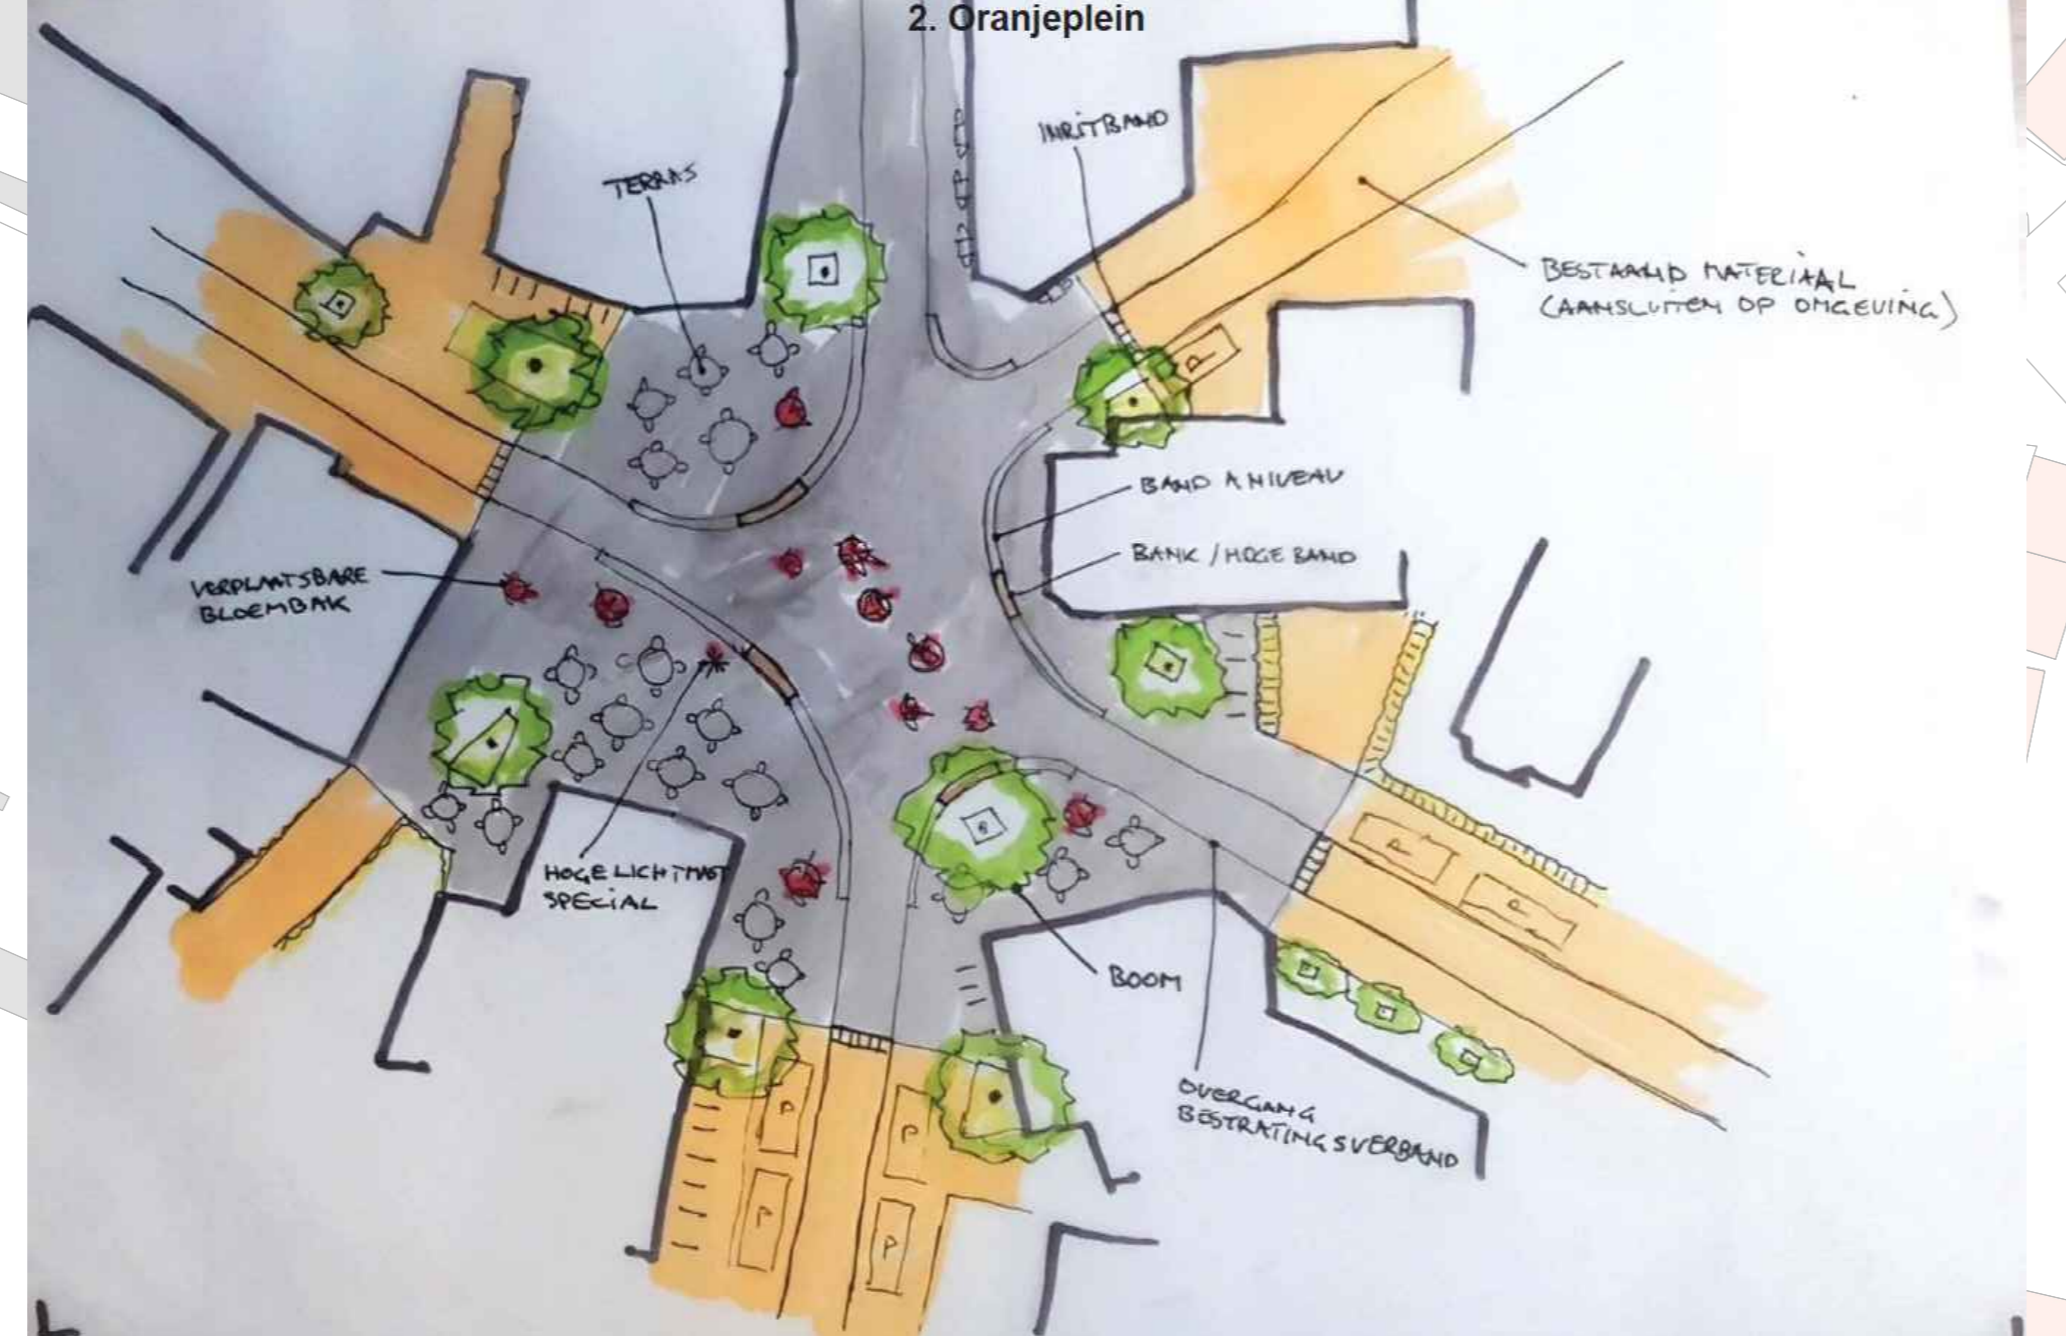 2. Oranjeplein
INRITBAND
TERRAS
BESTAAND MATERIAAL
(AANSLUITEN OP OMGEVING)
P
BAND A NIVEAU
BANK / HOGE BAND
VERPLAATSBARE
BLOEMBAK
P
P
HOGE LICHTMAST
SPECIAL
BOOM
OVERGANG
BESTRATINGSVERBAND
P
P
P
P